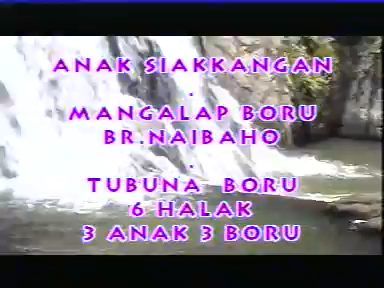 ANAK SIAKKANGAN
.
MANGALAP BORU
BR.NAIBAHO
.
TUBUNA BORU
6 HALAK
3 ANAK 3 BORU